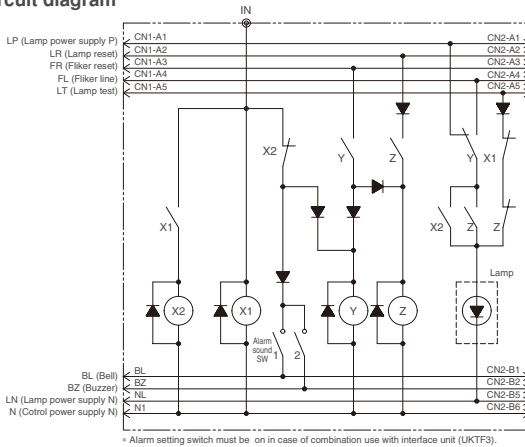 rcuit diagram
IN
LP (Lamp power supply P) CN1-A1 CN2-A1
LR (Lamp reset) CN1-A2 CN2-A2
FR (Fliker reset) CN1-A3 CN2-A3
FL (Fliker line) CN1-A4 CN2-A4
LT (Lamp test) CN1-A5 CN2-A5
X2 Y Z Y X1
X1 X2 Z Z
Lamp
X2 X1 Y Z
Alarm
sound
SW 1 2
BL (Bell) BL CN2-B1
BZ (Buzzer) BZ CN2-B2
LN (Lamp power supply N) NL CN2-B5
N (Cotrol power supply N) N1 CN2-B6
* Alarm setting switch must be on in case of combination use with interface unit (UKTF3).